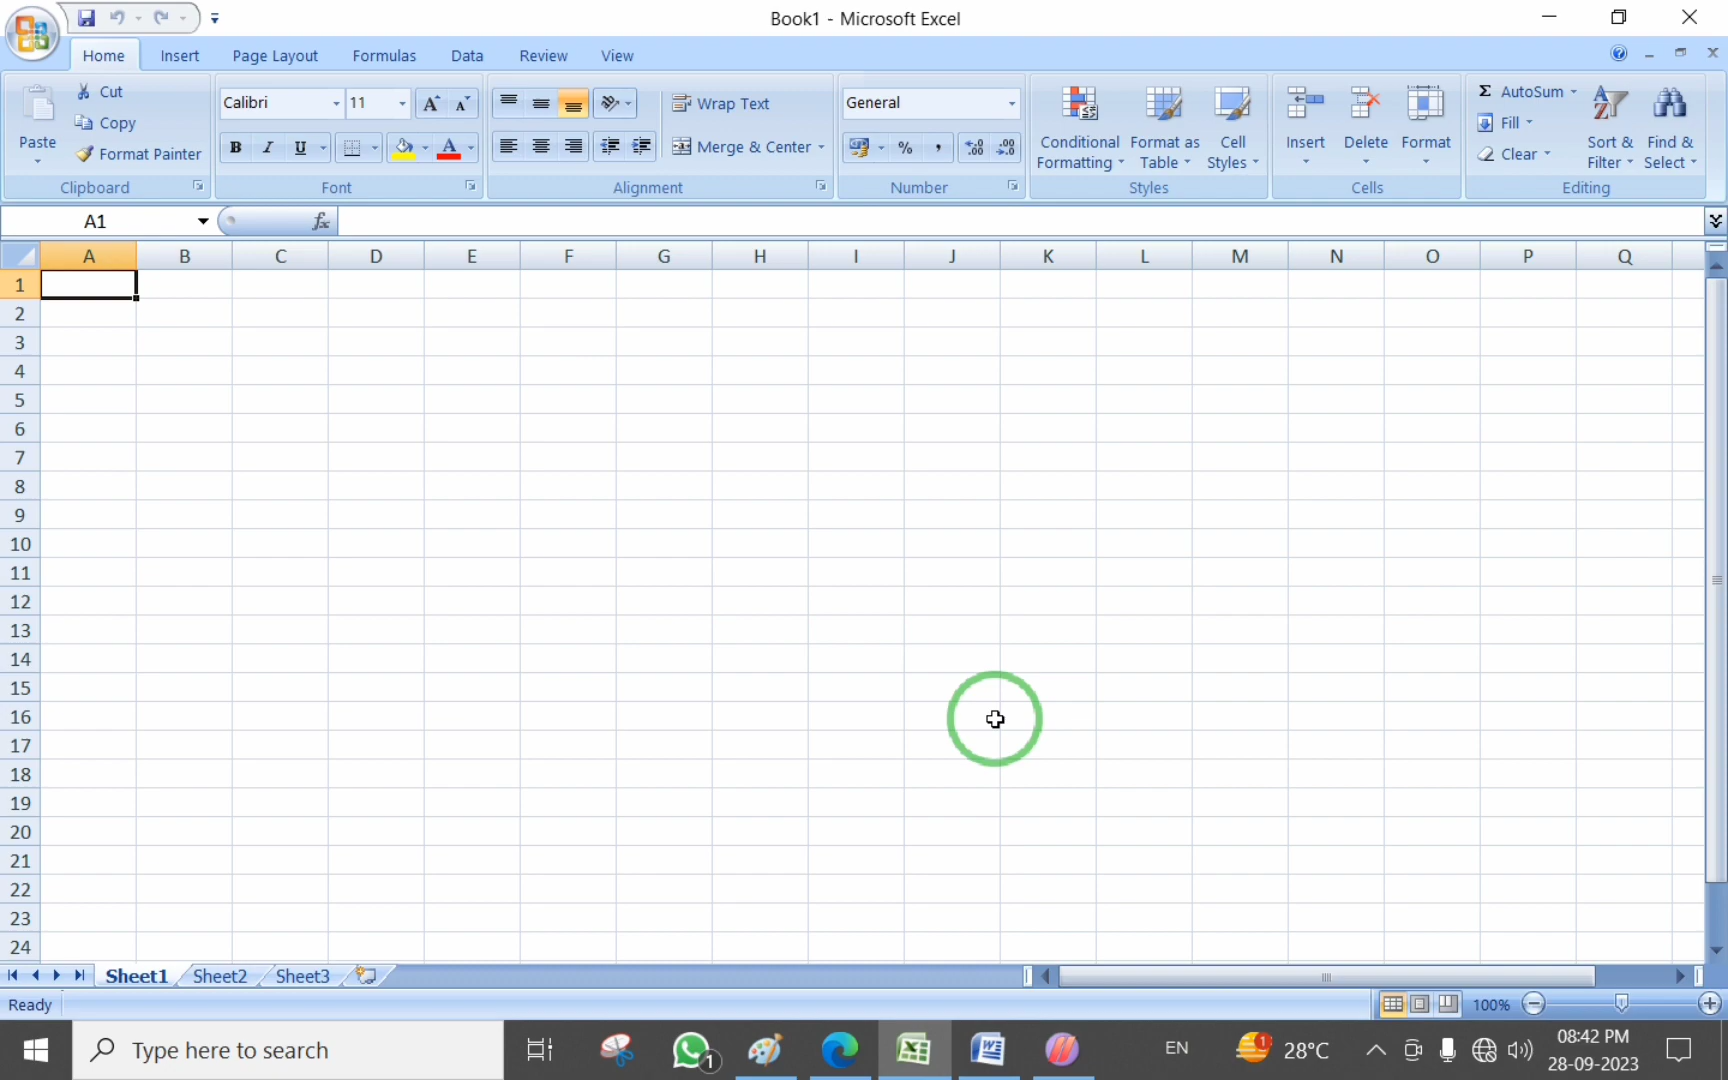 Book1 - Microsoft Excel
Home Insert Page Layout Formulas Data Review View
Paste
Cut
Copy
Format Painter
Clipboard
Calibri 11
B I U A
Font
Wrap Text
Merge & Center
Alignment
General
% ,
Number
Conditional Formatting
Format as Table
Cell Styles
Styles
Insert Delete Format
Cells
Σ AutoSum
Fill
Clear
Sort & Filter
Find & Select
Editing
A1 fx
A B C D E F G H I J K L M N O P Q
1
2
3
4
5
6
7
8
9
10
11
12
13
14
15
16
17
18
19
20
21
22
23
24
Sheet1 Sheet2 Sheet3
Ready 100%
Type here to search
1
EN
1
28°C
08:42 PM
28-09-2023